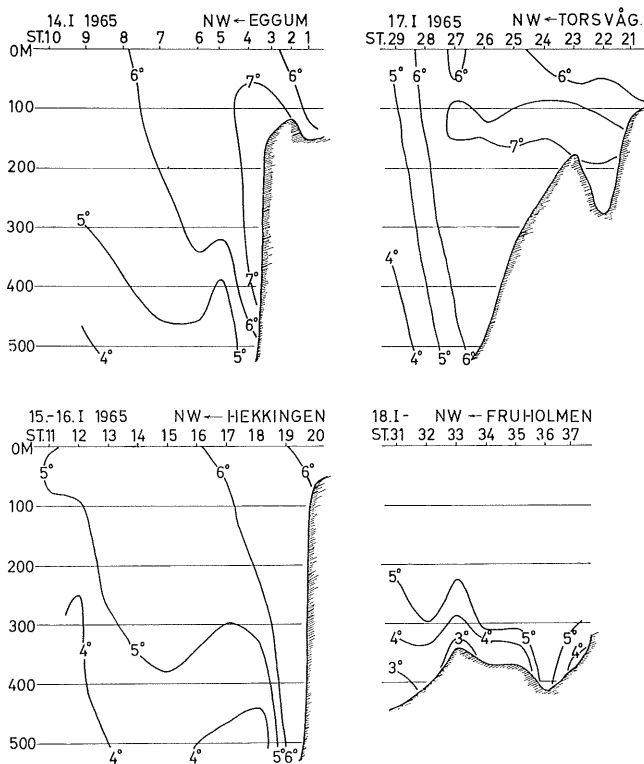 14.I 1965 NW←EGGUM
ST.10 9 8 7 6 5 4 3 2 1
0M
6° 6°
7°
100
200
300
5°
7°
400
6°
500
4° 5°
17.I 1965 NW←TORSVÅG.
ST.29 28 27 26 25 24 23 22 21
5° 6° 6° 6°
7°
4°
4° 5° 6°
15.-16.I 1965 NW←HEKKINGEN
ST.11 12 13 14 15 16 17 18 19 20
0M
5° 6° 6°
100
200
300
4° 5°
400
500
4° 4° 5° 6°
18.I- NW←FRUHOLMEN
ST.31 32 33 34 35 36 37
5°
4° 3° 4° 5° 5°
4°
3°